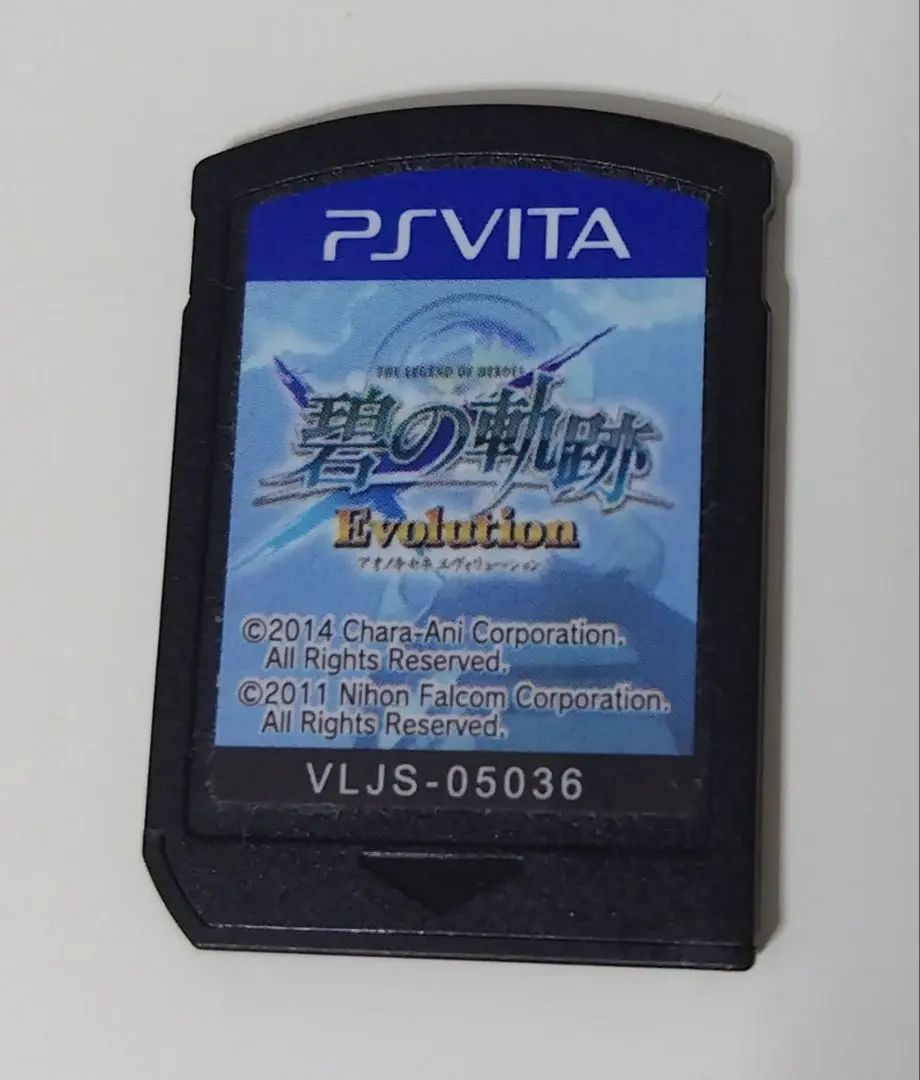 PSVITA
THE LEGEND OF HEROES
碧の軌跡
Evolution
アオノキセキ エヴォリューション
©2014 Chara-Ani Corporation.
All Rights Reserved.
©2011 Nihon Falcom Corporation.
All Rights Reserved.
VLJS-05036